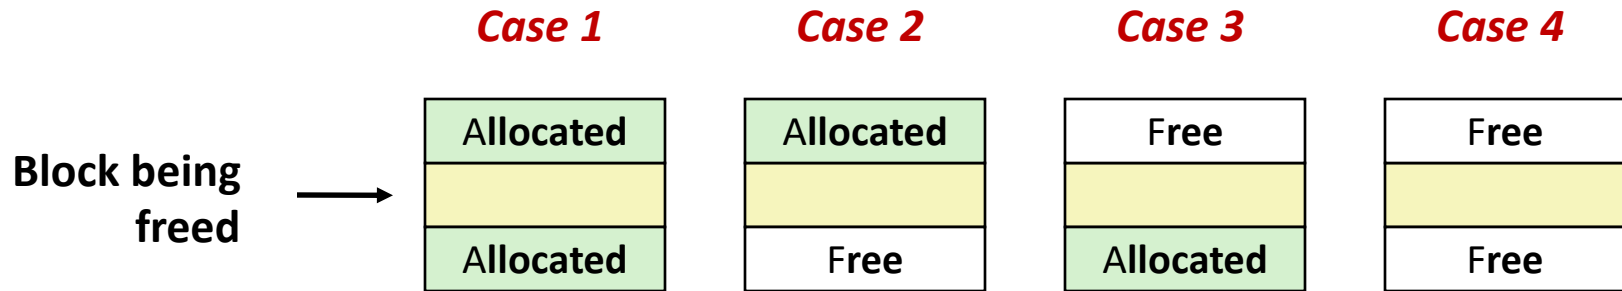 Case 1 Case 2 Case 3 Case 4
Allocated Allocated Free Free
Block being
freed
Allocated Free Allocated Free